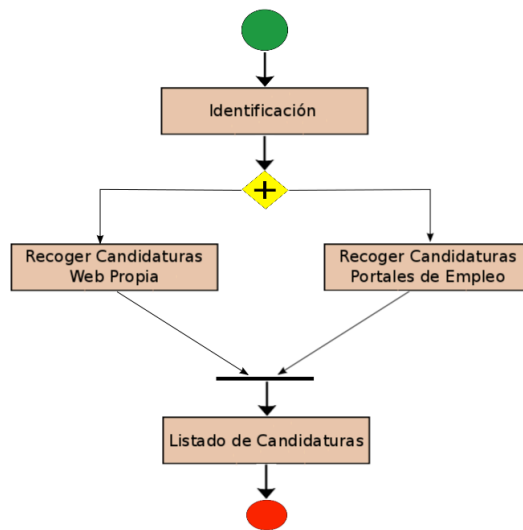 Identificación
+
Recoger Candidaturas
Web Propia
Recoger Candidaturas
Portales de Empleo
Listado de Candidaturas